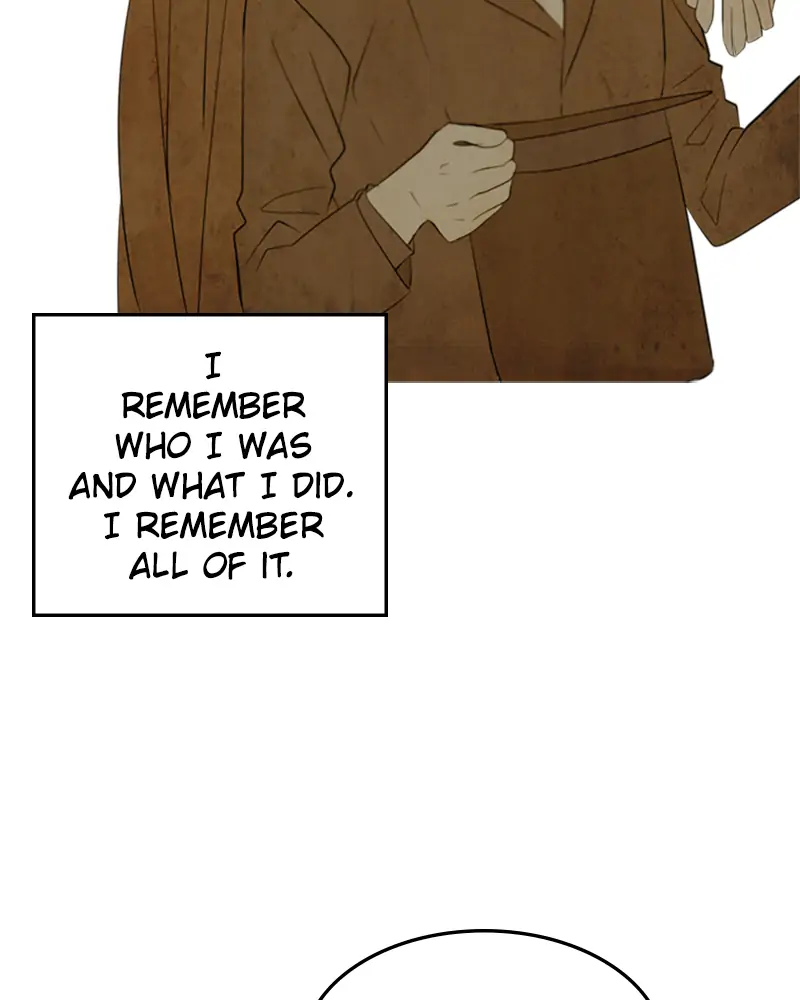 I
REMEMBER
WHO I WAS
AND WHAT I DID.
I REMEMBER
ALL OF IT.